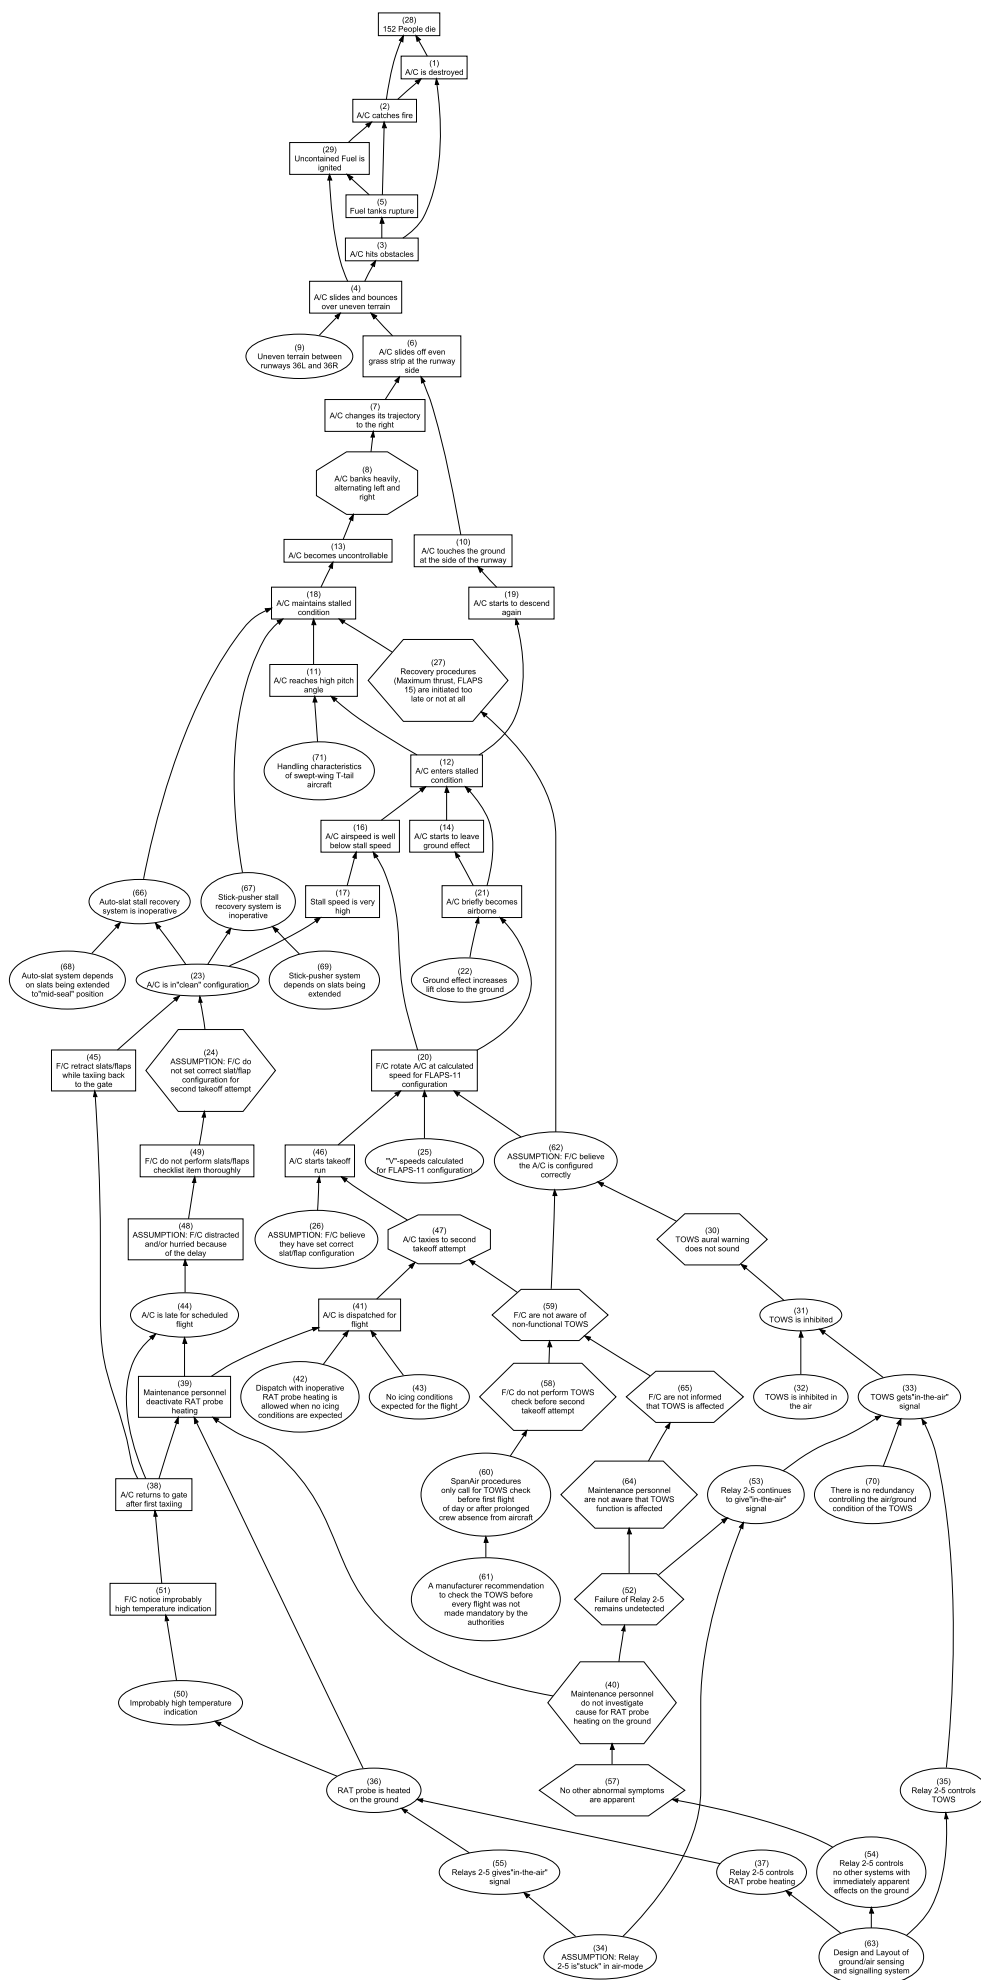 (28)
152 People die
(1)
A/C is destroyed
(2)
A/C catches fire
(29)
Uncontained Fuel is
ignited
(5)
Fuel tanks rupture
(3)
A/C hits obstacles
(4)
A/C slides and bounces
over uneven terrain
(9)
Uneven terrain between
runways 36L and 36R
(6)
A/C slides off even
grass strip at the runway
side
(7)
A/C changes its trajectory
to the right
(8)
A/C banks heavily,
alternating left and
right
(13)
A/C becomes uncontrollable
(10)
A/C touches the ground
at the side of the runway
(18)
A/C maintains stalled
condition
(19)
A/C starts to descend
again
(11)
A/C reaches high pitch
angle
(27)
Recovery procedures
(Maximum thrust, FLAPS
15) are initiated too
late or not at all
(71)
Handling characteristics
of swept-wing T-tail
aircraft
(12)
A/C enters stalled
condition
(16)
A/C airspeed is well
below stall speed
(14)
A/C starts to leave
ground effect
(66)
Auto-slat stall recovery
system is inoperative
(67)
Stick-pusher stall
recovery system is
inoperative
(17)
Stall speed is very
high
(21)
A/C briefly becomes
airborne
(68)
Auto-slat system depends
on slats being extended
to"mid-seal" position
(23)
A/C is in"clean" configuration
(69)
Stick-pusher system
depends on slats being
extended
(22)
Ground effect increases
lift close to the ground
(45)
F/C retract slats/flaps
while taxiing back
to the gate
(24)
ASSUMPTION: F/C do
not set correct slat/flap
configuration for
second takeoff attempt
(20)
F/C rotate A/C at calculated
speed for FLAPS-11
configuration
(49)
F/C do not perform slats/flaps
checklist item thoroughly
(46)
A/C starts takeoff
run
(25)
"V"-speeds calculated
for FLAPS-11 configuration
(62)
ASSUMPTION: F/C believe
the A/C is configured
correctly
(48)
ASSUMPTION: F/C distracted
and/or hurried because
of the delay
(26)
ASSUMPTION: F/C believe
they have set correct
slat/flap configuration
(47)
A/C taxies to second
takeoff attempt
(30)
TOWS aural warning
does not sound
(44)
A/C is late for scheduled
flight
(41)
A/C is dispatched for
flight
(59)
F/C are not aware of
non-functional TOWS
(31)
TOWS is inhibited
(39)
Maintenance personnel
deactivate RAT probe
heating
(42)
Dispatch with inoperative
RAT probe heating is
allowed when no icing
conditions are expected
(43)
No icing conditions
expected for the flight
(58)
F/C do not perform TOWS
check before second
takeoff attempt
(65)
F/C are not informed
that TOWS is affected
(32)
TOWS is inhibited in
the air
(33)
TOWS gets"in-the-air"
signal
(38)
A/C returns to gate
after first taxiing
(60)
SpanAir procedures
only call for TOWS check
before first flight
of day or after prolonged
crew absence from aircraft
(64)
Maintenance personnel
are not aware that TOWS
function is affected
(53)
Relay 2-5 continues
to give"in-the-air"
signal
(70)
There is no redundancy
controlling the air/ground
condition of the TOWS
(51)
F/C notice improbably
high temperature indication
(61)
A manufacturer recommendation
to check the TOWS before
every flight was not
made mandatory by the
authorities
(52)
Failure of Relay 2-5
remains undetected
(50)
Improbably high temperature
indication
(40)
Maintenance personnel
do not investigate
cause for RAT probe
heating on the ground
(36)
RAT probe is heated
on the ground
(57)
No other abnormal symptoms
are apparent
(35)
Relay 2-5 controls
TOWS
(55)
Relays 2-5 gives"in-the-air"
signal
(37)
Relay 2-5 controls
RAT probe heating
(54)
Relay 2-5 controls
no other systems with
immediately apparent
effects on the ground
(34)
ASSUMPTION: Relay
2-5 is"stuck" in air-mode
(63)
Design and Layout of
ground/air sensing
and signalling system